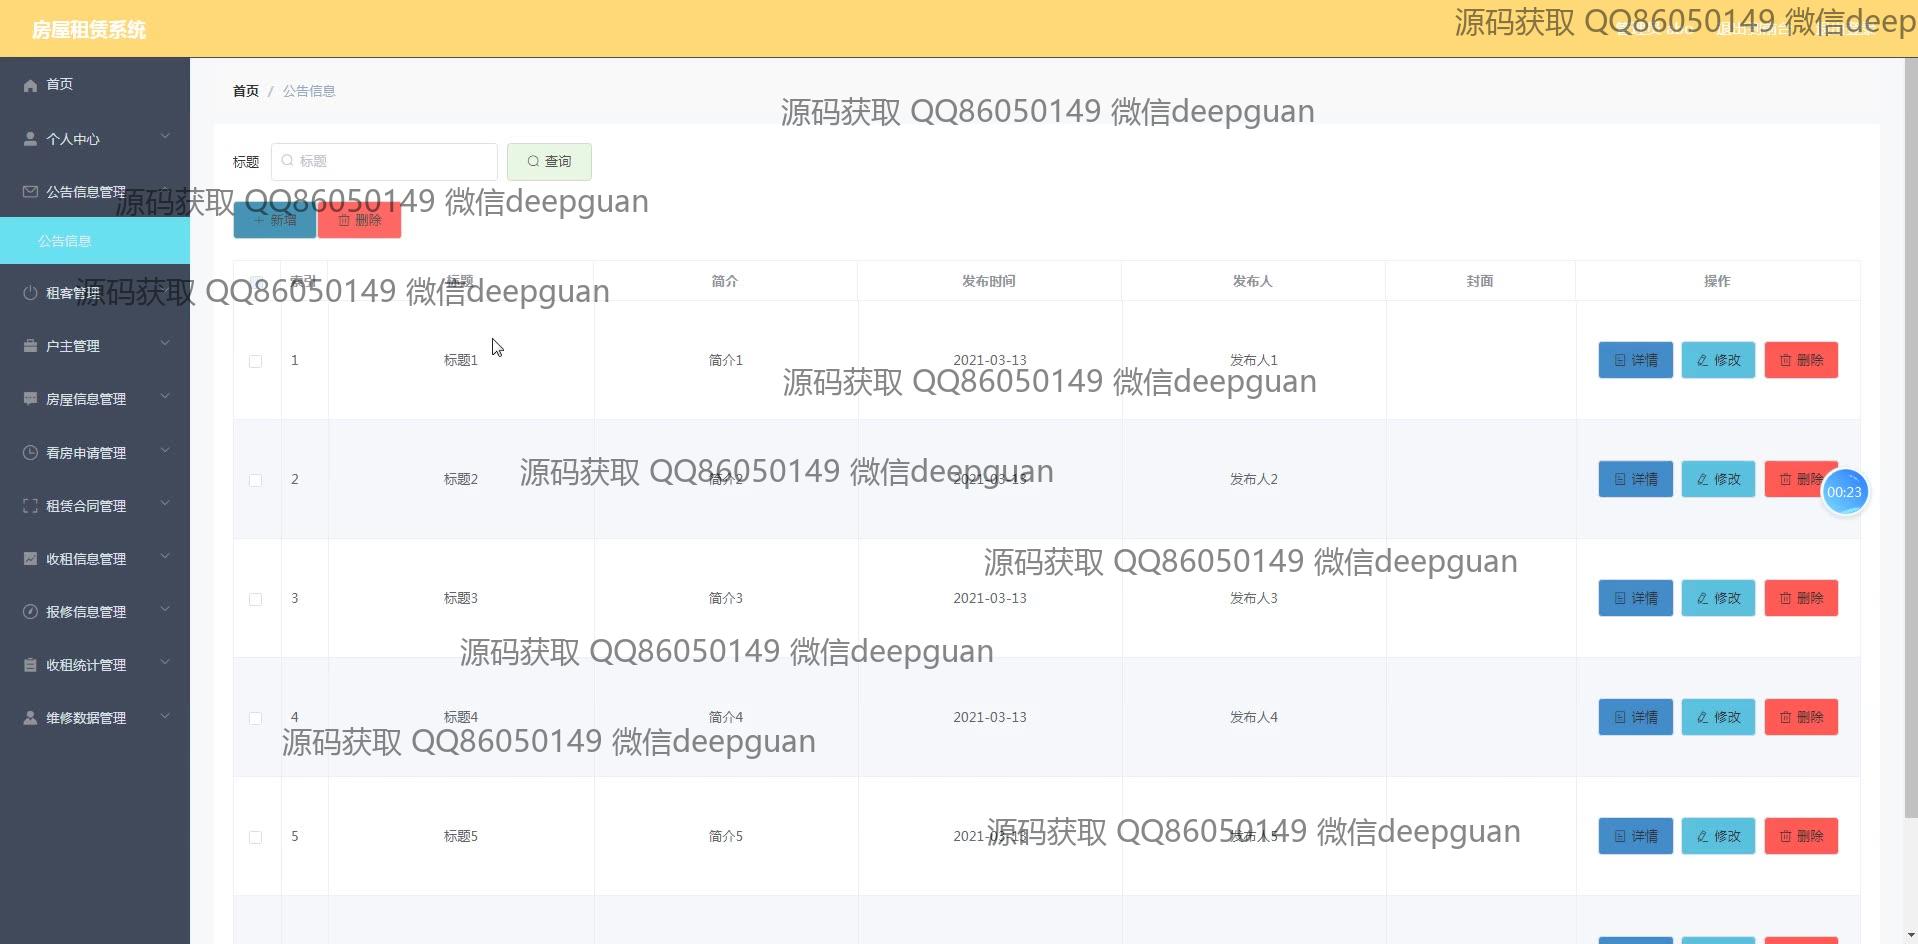 房屋租赁系统
源码获取 QQ86050149 微信deep
首页
个人中心
公告信息管理
公告信息
租客管理
户主管理
房屋信息管理
看房申请管理
租赁合同管理
收租信息管理
报修信息管理
收租统计管理
维修数据管理
首页 / 公告信息
源码获取 QQ86050149 微信deepguan
标题 标题 查询
源码获取 QQ86050149 微信deepguan
新增 删除
索引 标题 简介 发布时间 发布人 封面 操作
源码获取 QQ86050149 微信deepguan
1 标题1 简介1 2021-03-13 发布人1 详情 修改 删除
源码获取 QQ86050149 微信deepguan
源码获取 QQ86050149 微信deepguan
2 标题2 简介2 2021-03-13 发布人2 详情 修改 删除
00:23
源码获取 QQ86050149 微信deepguan
3 标题3 简介3 2021-03-13 发布人3 详情 修改 删除
源码获取 QQ86050149 微信deepguan
4 标题4 简介4 2021-03-13 发布人4 详情 修改 删除
源码获取 QQ86050149 微信deepguan
源码获取 QQ86050149 微信deepguan
5 标题5 简介5 2021-03-13 发布人5 详情 修改 删除